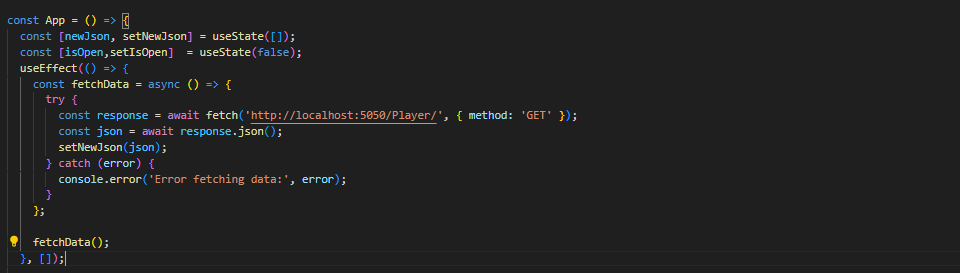 const App = () => {
  const [newJson, setNewJson] = useState([]);
  const [isOpen,setIsOpen]  = useState(false);
  useEffect(() => {
    const fetchData = async () => {
      try {
        const response = await fetch('http://localhost:5050/Player/', { method: 'GET' });
        const json = await response.json();
        setNewJson(json);
      } catch (error) {
        console.error('Error fetching data:', error);
      }
    };

    fetchData();
  }, []);